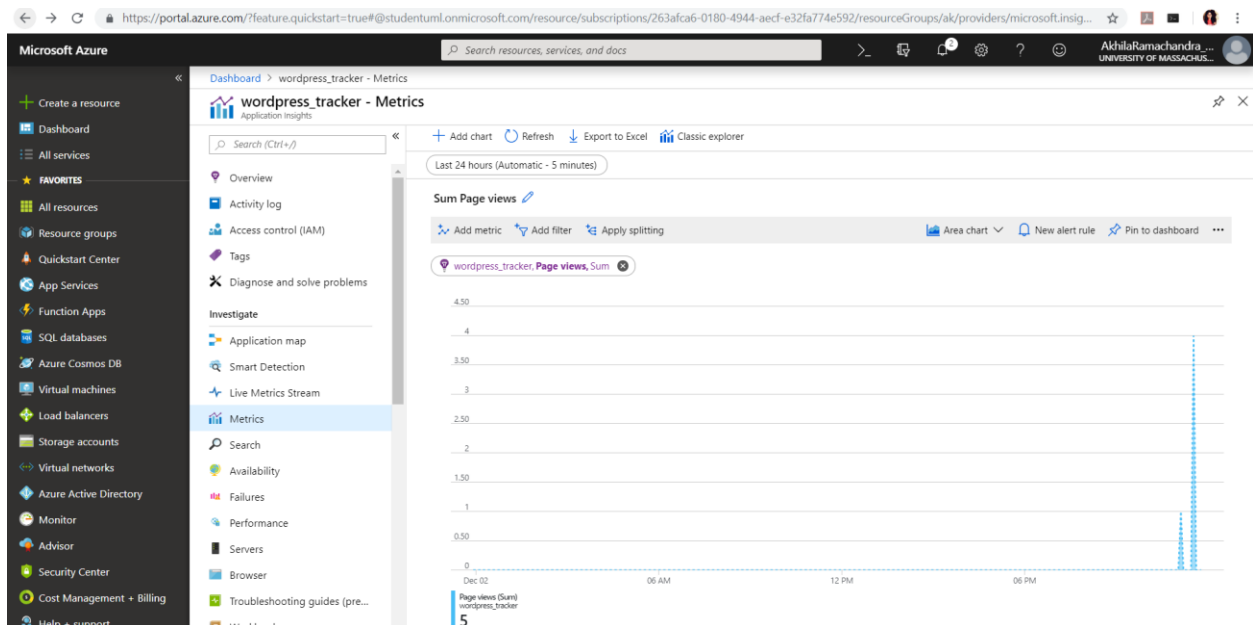 https://portal.azure.com/?feature.quickstart=true#@studentuml.onmicrosoft.com/resource/subscriptions/263afca6-0180-4944-aecf-e32fa774e592/resourceGroups/ak/providers/microsoft.insig...
Microsoft Azure
Search resources, services, and docs
2
AkhilaRamachandra_...
UNIVERSITY OF MASSACHUS...
Create a resource
Dashboard
All services
FAVORITES
All resources
Resource groups
Quickstart Center
App Services
Function Apps
SQL databases
Azure Cosmos DB
Virtual machines
Load balancers
Storage accounts
Virtual networks
Azure Active Directory
Monitor
Advisor
Security Center
Cost Management + Billing
Help + support
Dashboard > wordpress_tracker - Metrics
wordpress_tracker - Metrics
Application Insights
Search (Ctrl+/)
Overview
Activity log
Access control (IAM)
Tags
Diagnose and solve problems
Investigate
Application map
Smart Detection
Live Metrics Stream
Metrics
Search
Availability
Failures
Performance
Servers
Browser
Troubleshooting guides (pre...
Add chart Refresh Export to Excel Classic explorer
Last 24 hours (Automatic - 5 minutes)
Sum Page views
Add metric Add filter Apply splitting Area chart New alert rule Pin to dashboard ...
wordpress_tracker, Page views, Sum
4.50
4
3.50
3
2.50
2
1.50
1
0.50
0
Dec 02 06 AM 12 PM 06 PM
Page views (Sum)
wordpress_tracker
5